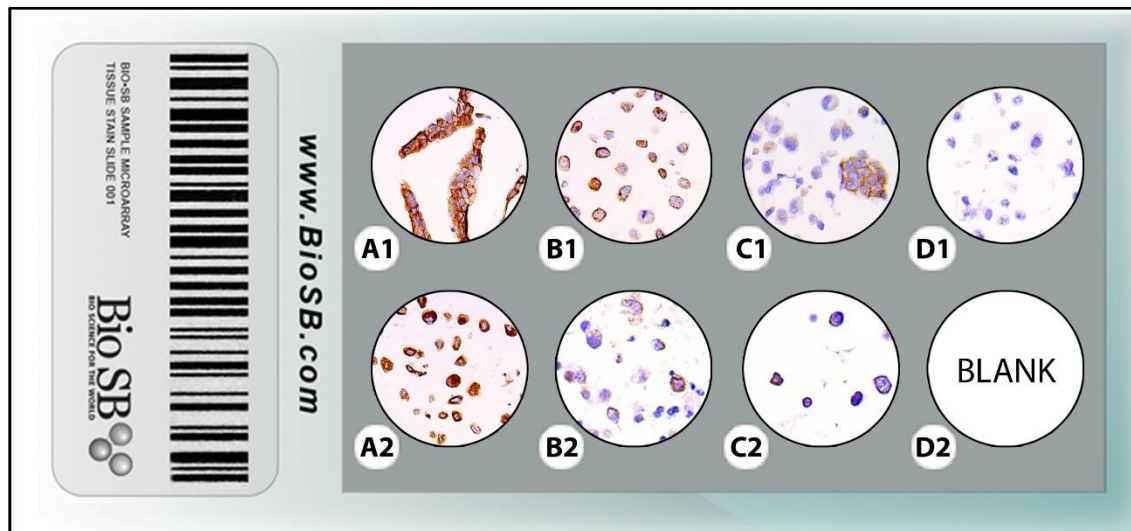 BIO-SB SAMPLE MICROARRAY
TISSUE STAIN SLIDE 001
Bio SB
BIO SCIENCE FOR THE WORLD
www.BioSB.com
A1
B1
C1
D1
A2
B2
C2
D2
BLANK